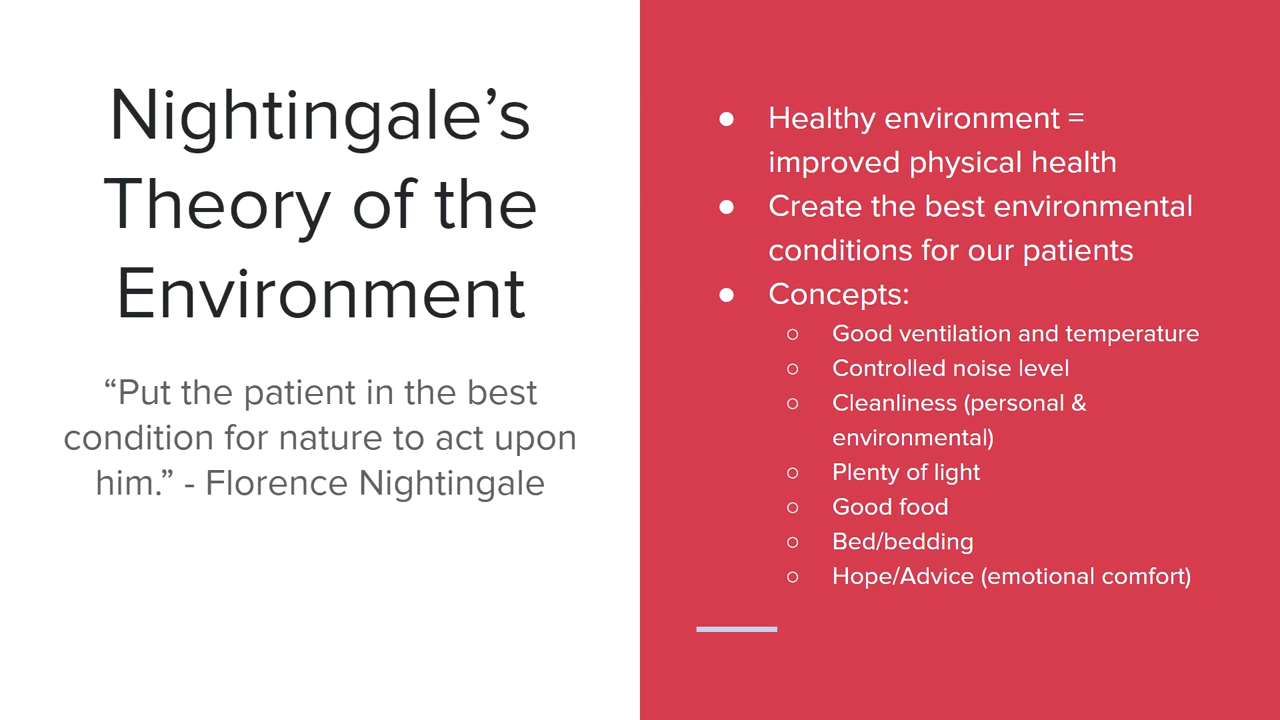 Nightingale’s
Theory of the
Environment
“Put the patient in the best
condition for nature to act upon
him.” - Florence Nightingale
● Healthy environment =
improved physical health
● Create the best environmental
conditions for our patients
● Concepts:
○ Good ventilation and temperature
○ Controlled noise level
○ Cleanliness (personal &
environmental)
○ Plenty of light
○ Good food
○ Bed/bedding
○ Hope/Advice (emotional comfort)